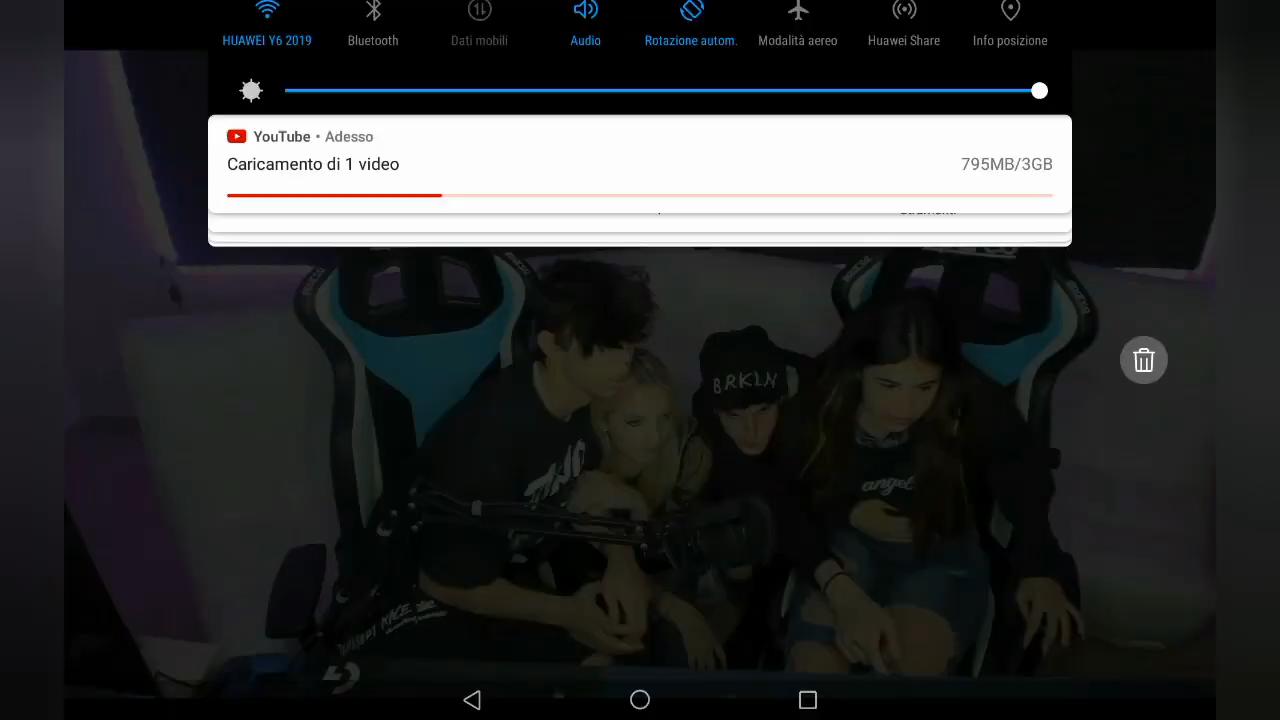 HUAWEI Y6 2019
Bluetooth
Dati mobili
Audio
Rotazione autom.
Modalità aereo
Huawei Share
Info posizione
YouTube • Adesso
Caricamento di 1 video
795MB/3GB
BRKLN
angel